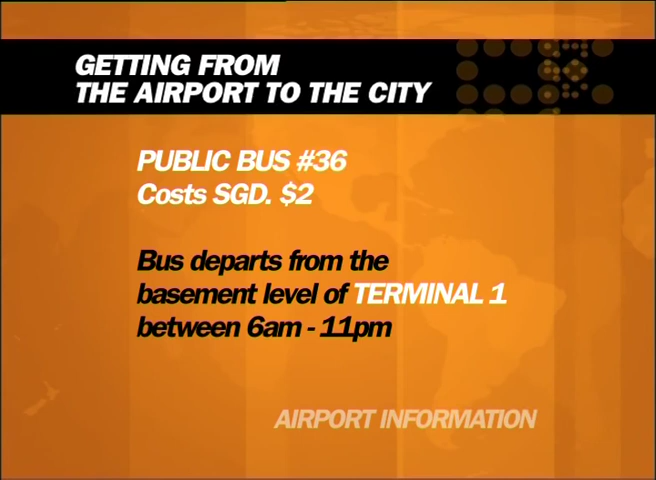 GETTING FROM
THE AIRPORT TO THE CITY
PUBLIC BUS #36
Costs SGD. $2
Bus departs from the
basement level of TERMINAL 1
between 6am - 11pm
AIRPORT INFORMATION